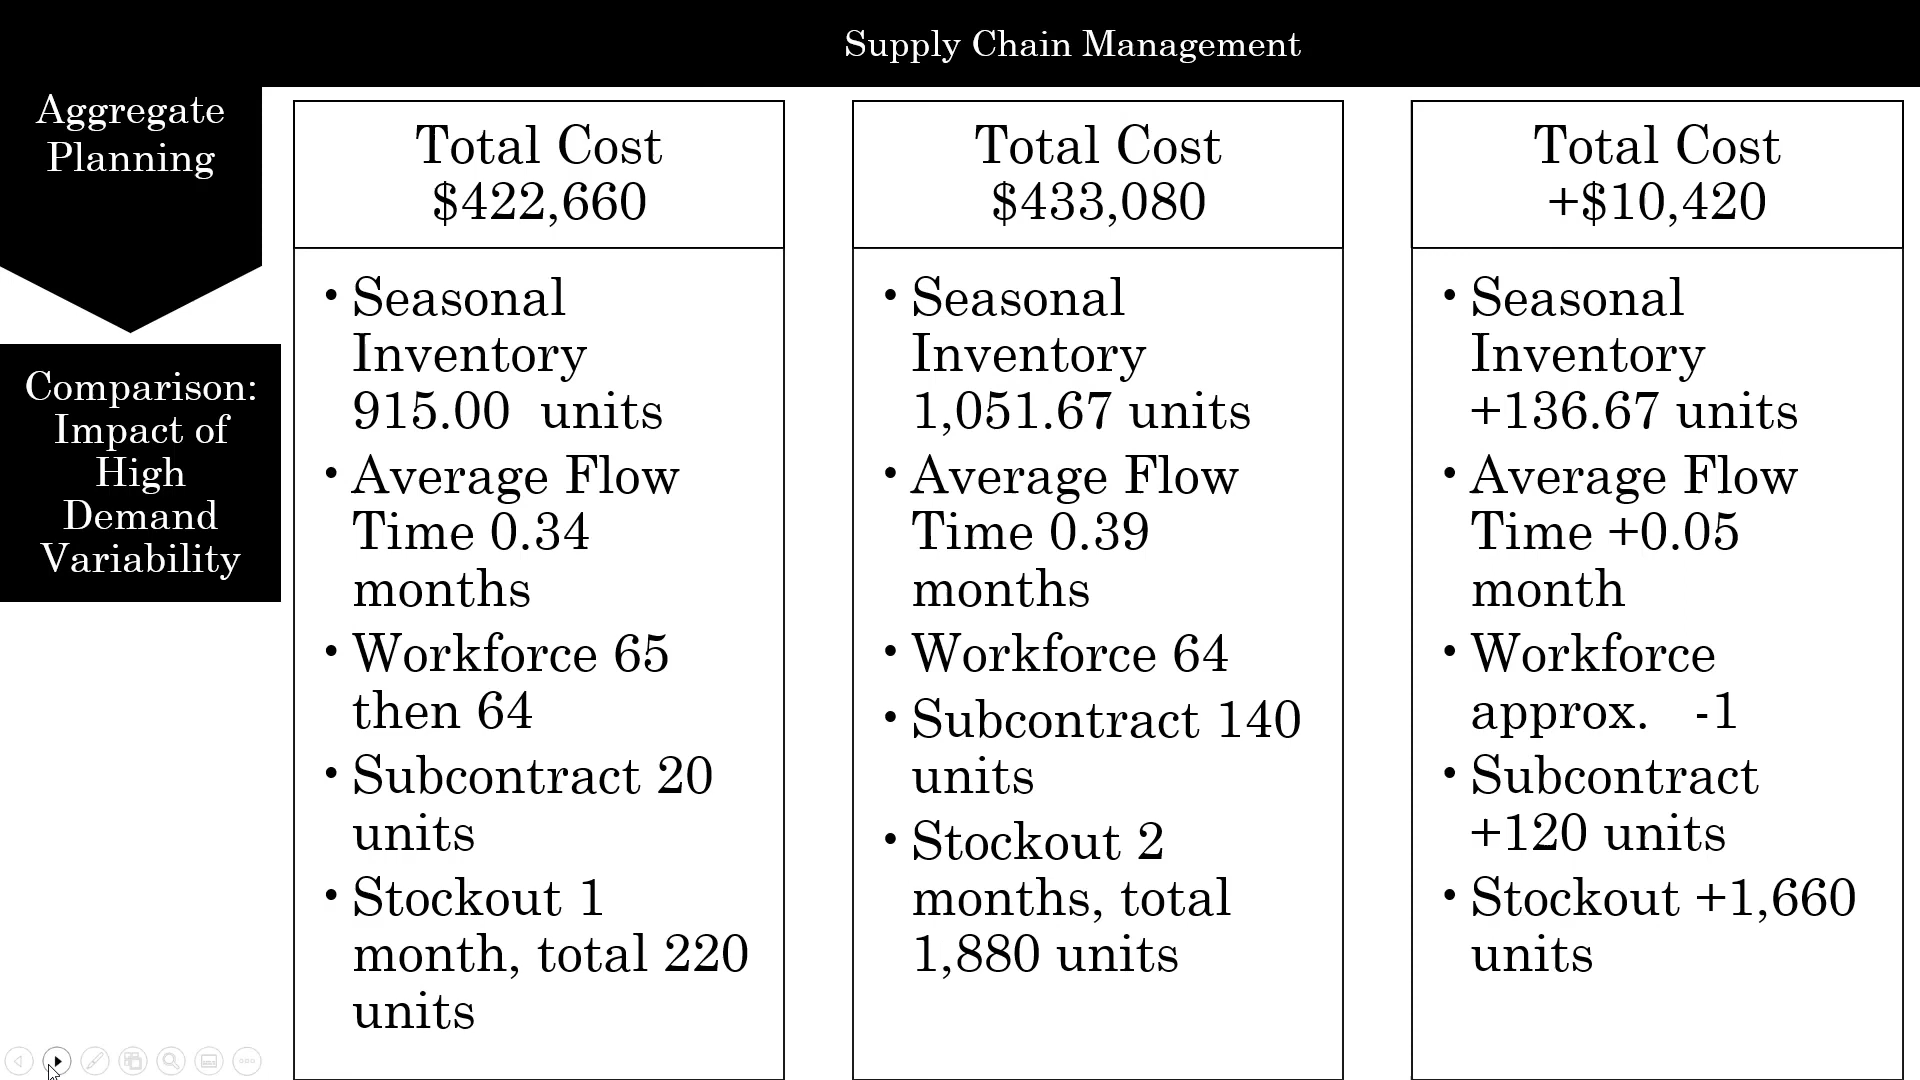 Supply Chain Management
Aggregate
Planning
Comparison:
Impact of
High
Demand
Variability
Total Cost
$422,660
• Seasonal
Inventory
915.00  units
• Average Flow
Time 0.34
months
• Workforce 65
then 64
• Subcontract 20
units
• Stockout 1
month, total 220
units
Total Cost
$433,080
• Seasonal
Inventory
1,051.67 units
• Average Flow
Time 0.39
months
• Workforce 64
• Subcontract 140
units
• Stockout 2
months, total
1,880 units
Total Cost
+$10,420
• Seasonal
Inventory
+136.67 units
• Average Flow
Time +0.05
month
• Workforce
approx.   -1
• Subcontract
+120 units
• Stockout +1,660
units